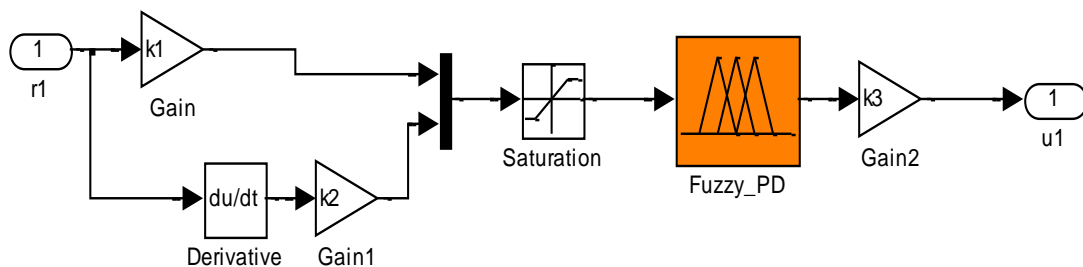 1
r1
k1
Gain
du/dt
Derivative
k2
Gain1
Saturation
Fuzzy_PD
k3
Gain2
1
u1